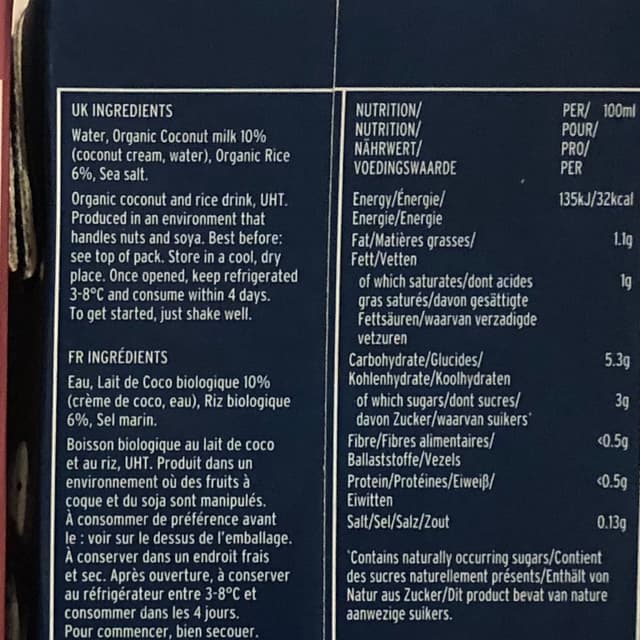 UK INGREDIENTS
Water, Organic Coconut milk 10%
(coconut cream, water), Organic Rice
6%, Sea salt.
Organic coconut and rice drink, UHT.
Produced in an environment that
handles nuts and soya. Best before:
see top of pack. Store in a cool, dry
place. Once opened, keep refrigerated
3-8°C and consume within 4 days.
To get started, just shake well.
FR INGRÉDIENTS
Eau, Lait de Coco biologique 10%
(crème de coco, eau), Riz biologique
6%, Sel marin.
Boisson biologique au lait de coco
et au riz, UHT. Produit dans un
environnement où des fruits à
coque et du soja sont manipulés.
À consommer de préférence avant
le : voir sur le dessus de l'emballage.
À conserver dans un endroit frais
et sec. Après ouverture, à conserver
au réfrigérateur entre 3-8°C et
consommer dans les 4 jours.
Pour commencer, bien secouer.
NUTRITION/ PER/ 100ml
NUTRITION/ POUR/
NÄHRWERT/ PRO/
VOEDINGSWAARDE PER
Energy/Énergie/ 135kJ/32kcal
Energie/Energie
Fat/Matières grasses/ 1.1g
Fett/Vetten
of which saturates/dont acides 1g
gras saturés/davon gesättigte
Fettsäuren/waarvan verzadigde
vetzuren
Carbohydrate/Glucides/ 5.3g
Kohlenhydrate/Koolhydraten
of which sugars/dont sucres/ 3g
davon Zucker/waarvan suikers*
Fibre/Fibres alimentaires/ <0.5g
Ballaststoffe/Vezels
Protein/Protéines/Eiweiß/ <0.5g
Eiwitten
Salt/Sel/Salz/Zout 0.13g
*Contains naturally occurring sugars/Contient
des sucres naturellement présents/Enthält von
Natur aus Zucker/Dit product bevat van nature
aanwezige suikers.